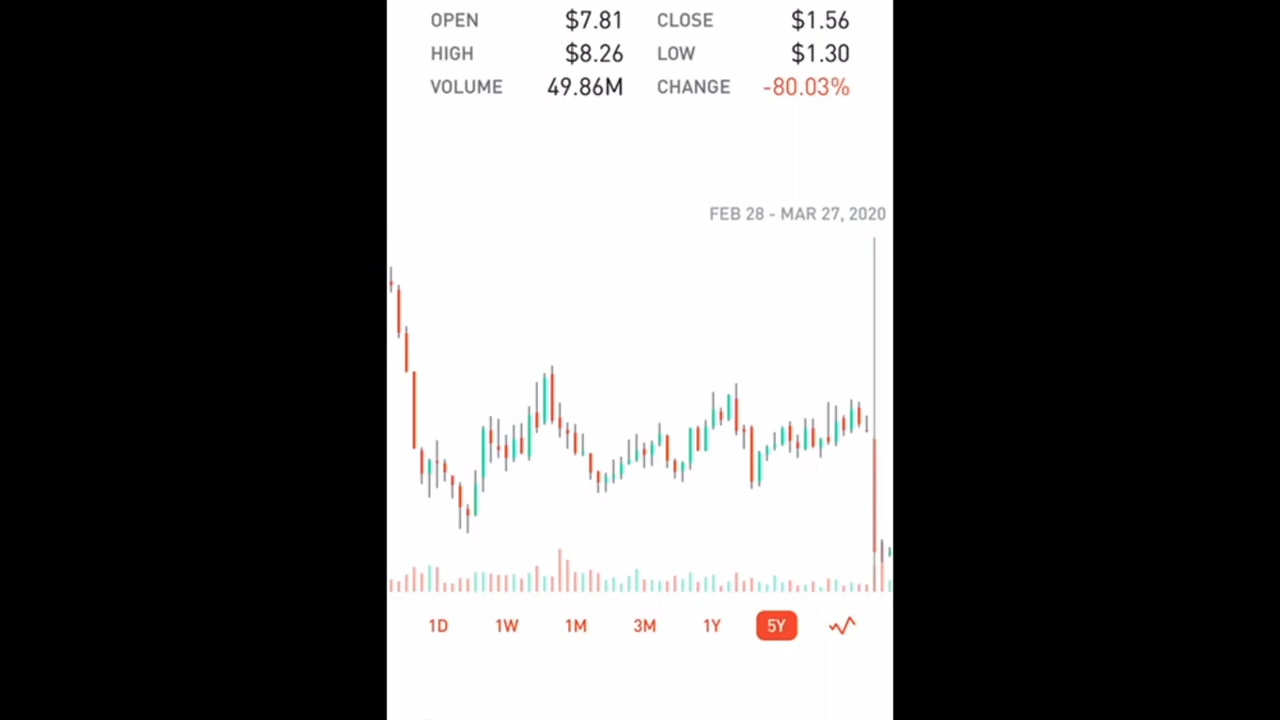 OPEN $7.81 CLOSE $1.56
HIGH $8.26 LOW $1.30
VOLUME 49.86M CHANGE -80.03%
FEB 28 - MAR 27, 2020
1D 1W 1M 3M 1Y 5Y